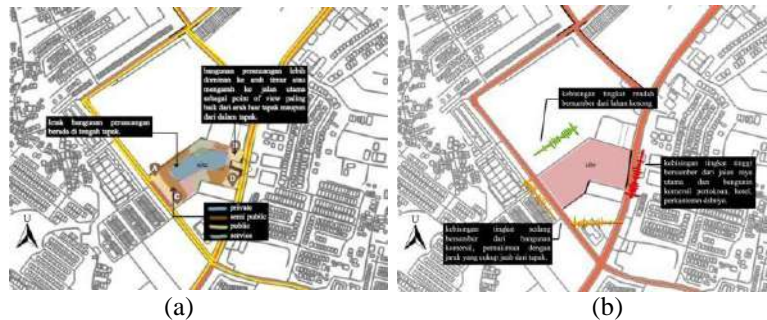 bangunan perancangan lebih
dominan ke arah timur atau
mengarah ke jalan utama
sebagai point of view paling
baik dari arah luar tapak maupun
dari dalam tapak.
letak bangunan perancangan
berada di tengah tapak.
site
A
B
C
D
private
semi public
public
service
U
(a)
kebisingan tingkat rendah
bersumber dari lahan kosong.
site
kebisingan tingkat tinggi
bersumber dari jalan raya
utama dan bangunan
komersil pertokoan, hotel,
perkantoran dsbnya.
kebisingan tingkat sedang
bersumber dari bangunan
komersil, permukiman dengan
jarak yang cukup jauh dari tapak.
U
(b)